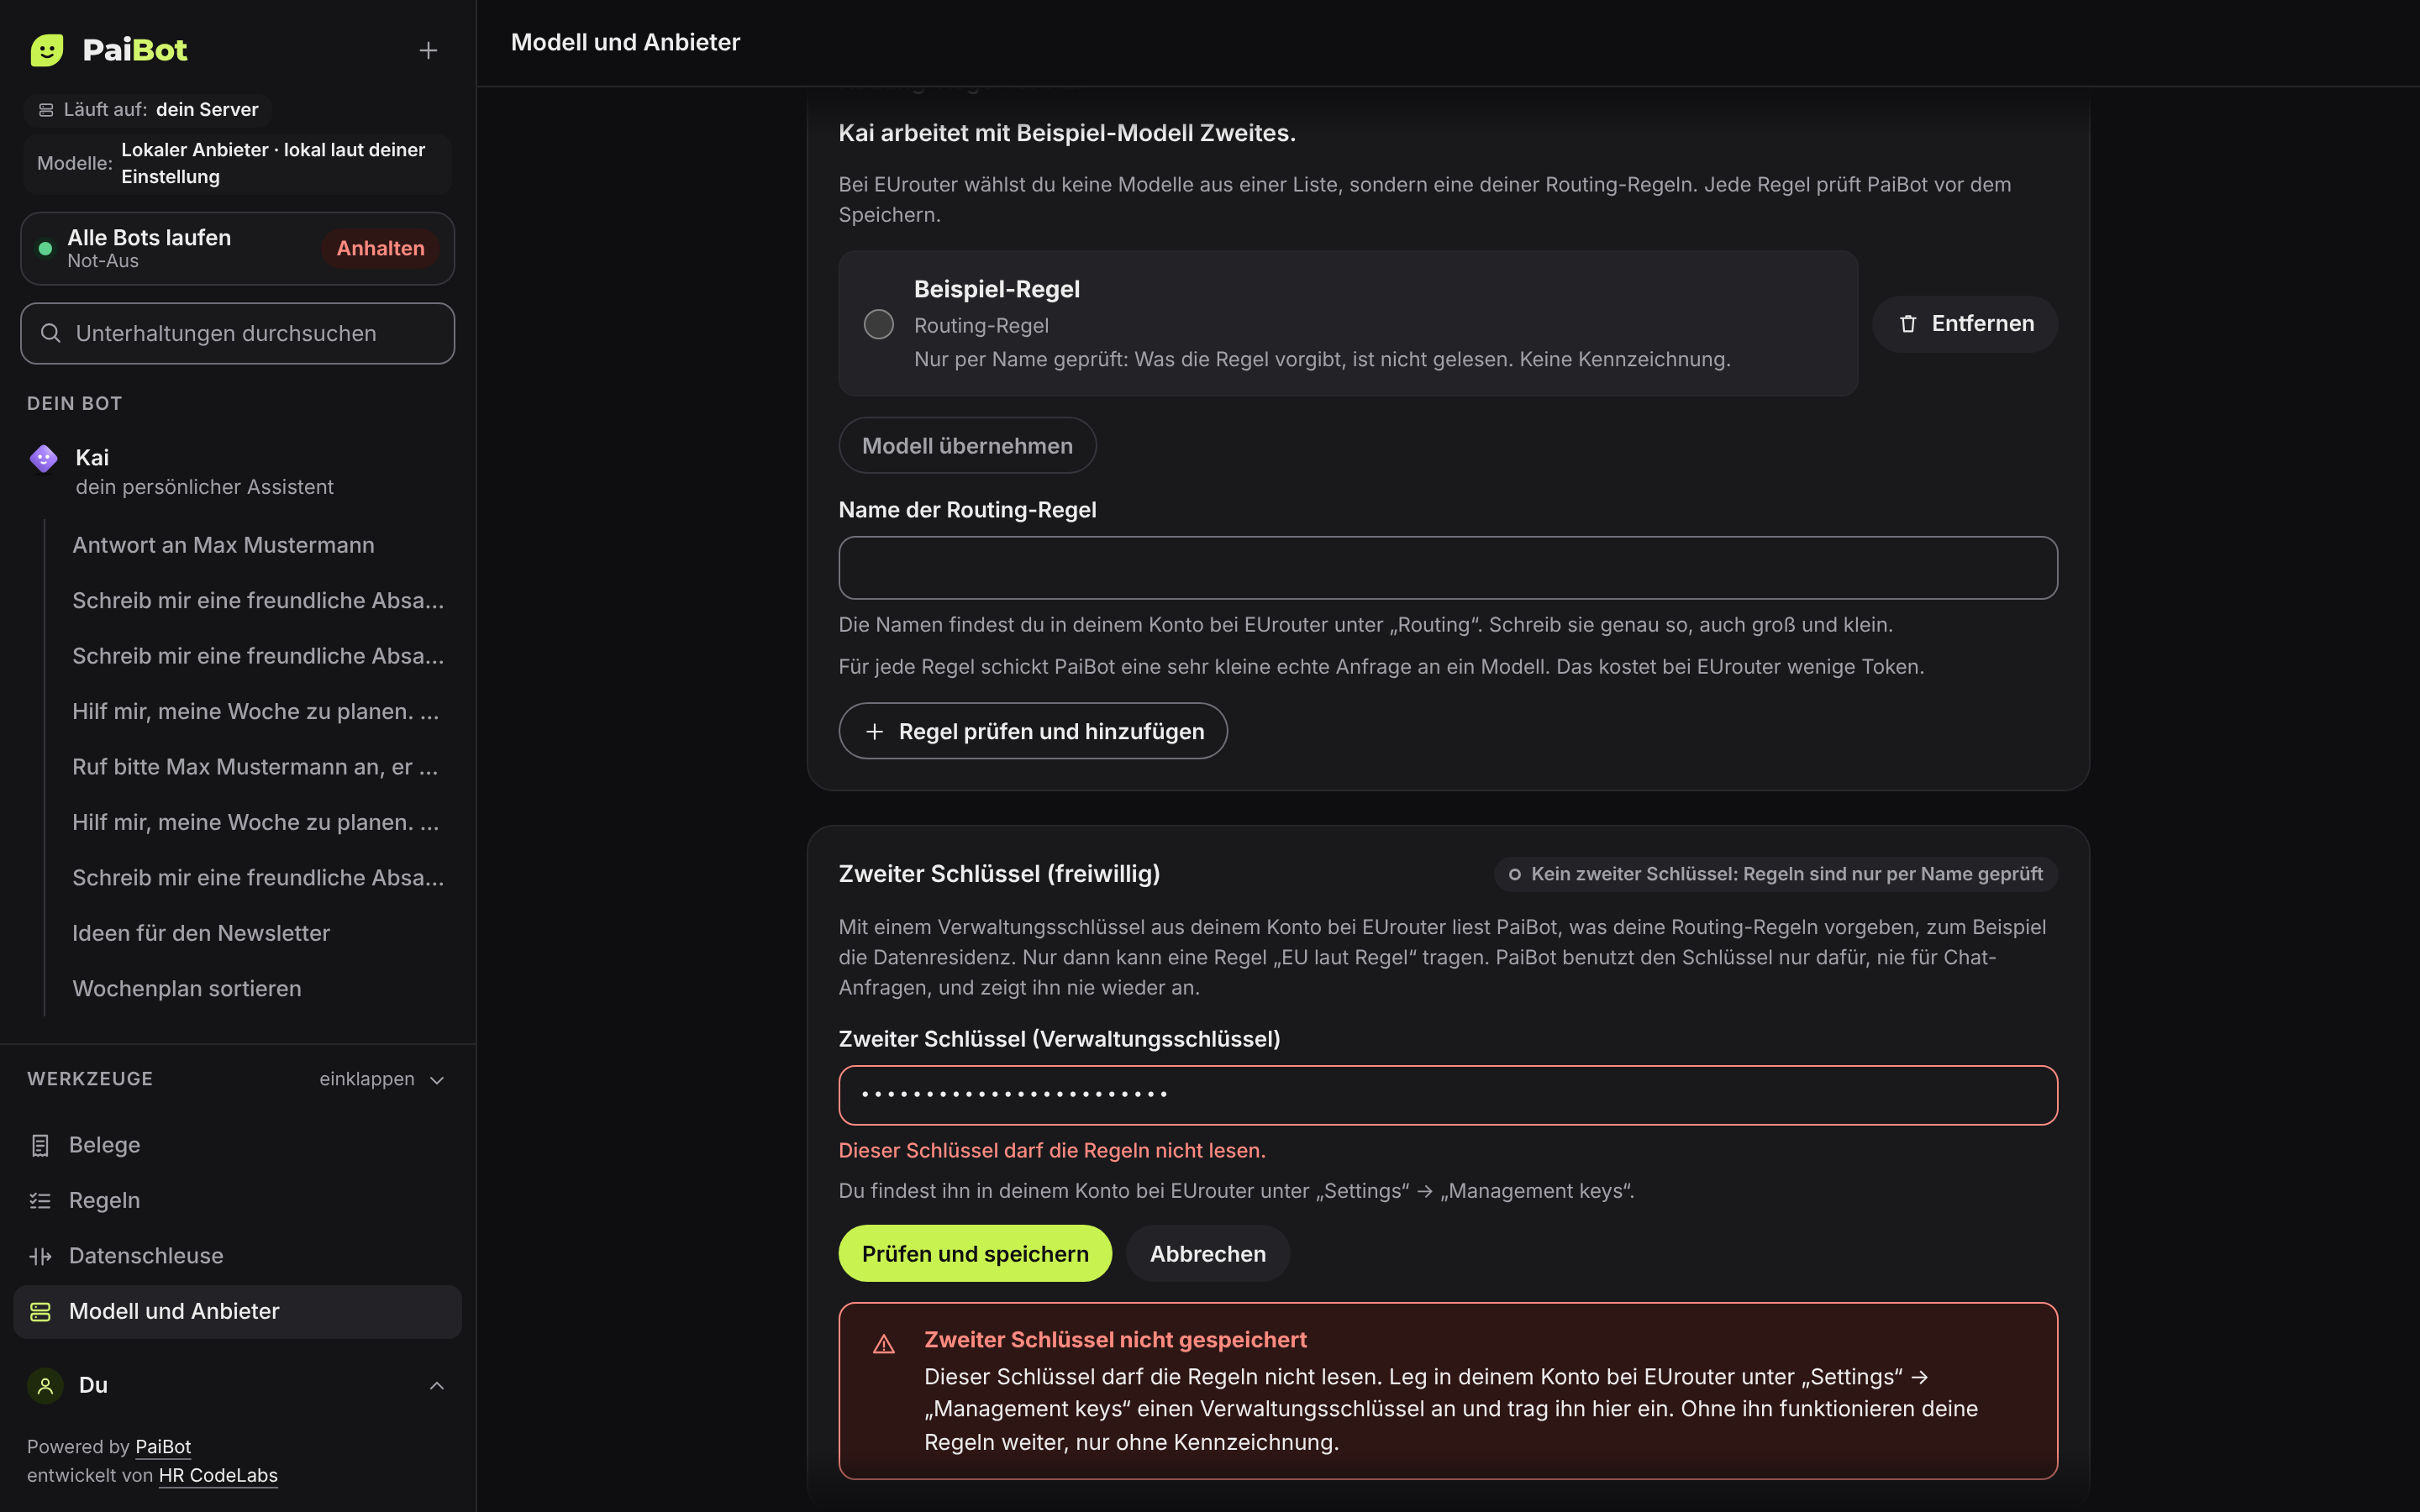 PaiBot
Läuft auf: dein Server
Modelle: Lokaler Anbieter · lokal laut deiner
Einstellung
Alle Bots laufen
Not-Aus
Anhalten
Unterhaltungen durchsuchen
DEIN BOT
Kai
dein persönlicher Assistent
Antwort an Max Mustermann
Schreib mir eine freundliche Absa...
Schreib mir eine freundliche Absa...
Hilf mir, meine Woche zu planen. ...
Ruf bitte Max Mustermann an, er ...
Hilf mir, meine Woche zu planen. ...
Schreib mir eine freundliche Absa...
Ideen für den Newsletter
Wochenplan sortieren
WERKZEUGE
einklappen
Belege
Regeln
Datenschleuse
Modell und Anbieter
Du
Powered by PaiBot
entwickelt von HR CodeLabs
Modell und Anbieter
Kai arbeitet mit Beispiel-Modell Zweites.
Bei EUrouter wählst du keine Modelle aus einer Liste, sondern eine deiner Routing-Regeln. Jede Regel prüft PaiBot vor dem
Speichern.
Beispiel-Regel
Routing-Regel
Nur per Name geprüft: Was die Regel vorgibt, ist nicht gelesen. Keine Kennzeichnung.
Entfernen
Modell übernehmen
Name der Routing-Regel
Die Namen findest du in deinem Konto bei EUrouter unter „Routing“. Schreib sie genau so, auch groß und klein.
Für jede Regel schickt PaiBot eine sehr kleine echte Anfrage an ein Modell. Das kostet bei EUrouter wenige Token.
Regel prüfen und hinzufügen
Zweiter Schlüssel (freiwillig)
Kein zweiter Schlüssel: Regeln sind nur per Name geprüft
Mit einem Verwaltungsschlüssel aus deinem Konto bei EUrouter liest PaiBot, was deine Routing-Regeln vorgeben, zum Beispiel
die Datenresidenz. Nur dann kann eine Regel „EU laut Regel“ tragen. PaiBot benutzt den Schlüssel nur dafür, nie für Chat-
Anfragen, und zeigt ihn nie wieder an.
Zweiter Schlüssel (Verwaltungsschlüssel)
Dieser Schlüssel darf die Regeln nicht lesen.
Du findest ihn in deinem Konto bei EUrouter unter „Settings“ → „Management keys“.
Prüfen und speichern
Abbrechen
Zweiter Schlüssel nicht gespeichert
Dieser Schlüssel darf die Regeln nicht lesen. Leg in deinem Konto bei EUrouter unter „Settings“ →
„Management keys“ einen Verwaltungsschlüssel an und trag ihn hier ein. Ohne ihn funktionieren deine
Regeln weiter, nur ohne Kennzeichnung.